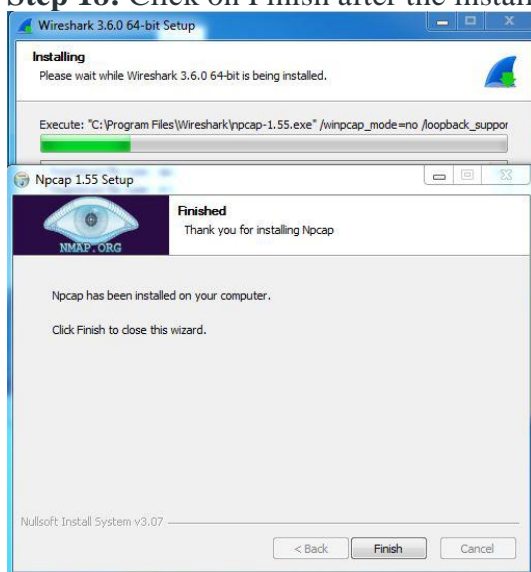 Step 18: Click on Finish after the instal
Wireshark 3.6.0 64-bit Setup
Installing
Please wait while Wireshark 3.6.0 64-bit is being installed.
Execute: "C:\Program Files\Wireshark\npcap-1.55.exe" /winpcap_mode=no /loopback_suppor
Npcap 1.55 Setup
NMAP.ORG
Finished
Thank you for installing Npcap
Npcap has been installed on your computer.
Click Finish to close this wizard.
Nullsoft Install System v3.07
< Back
Finish
Cancel